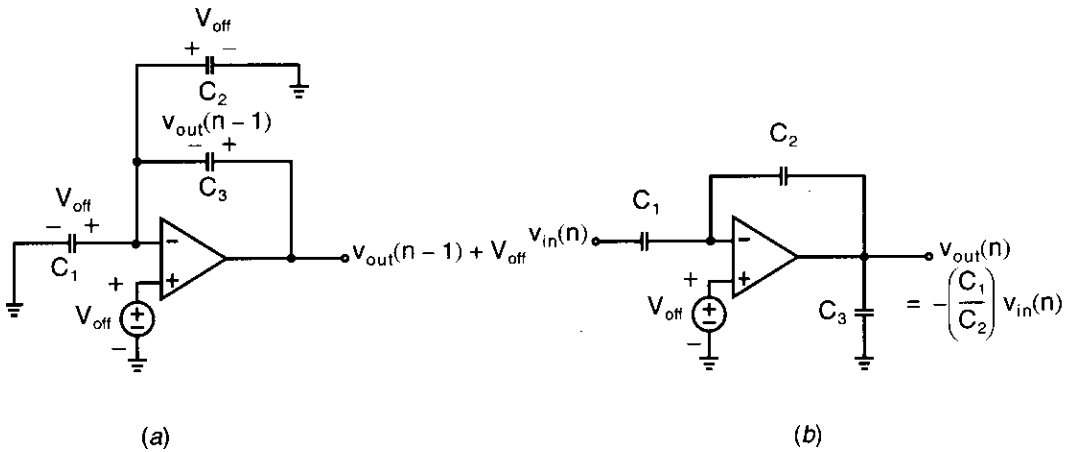 V_off
+ −
C_2
v_out(n − 1)
− +
C_3
V_off
− +
C_1
−
+
+
V_off
+
−
−
v_out(n − 1) + V_off
(a)
C_2
C_1
v_in(n)
−
+
+
V_off
+
−
−
C_3
v_out(n)
= −(C_1/C_2) v_in(n)
(b)